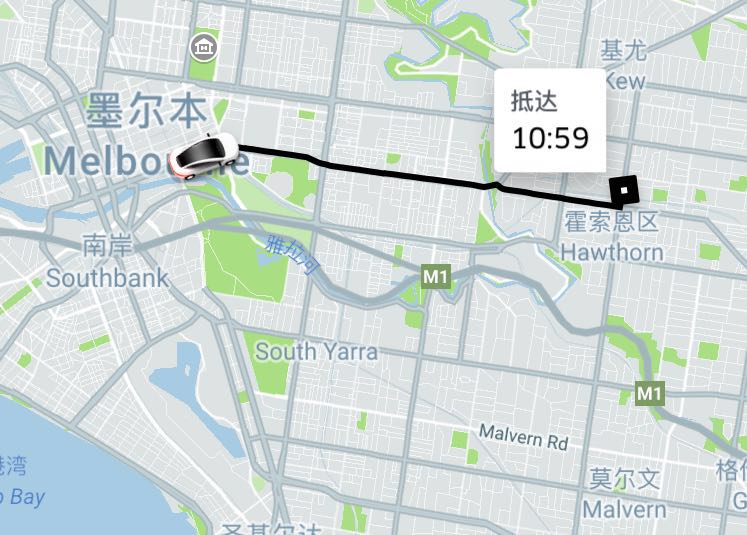 基尤
Kew
抵达
10:59
墨尔本
Melbourne
霍索恩区
Hawthorn
南岸
Southbank
雅拉河
M1
South Yarra
M1
Malvern Rd
莫尔文
Malvern
Bay